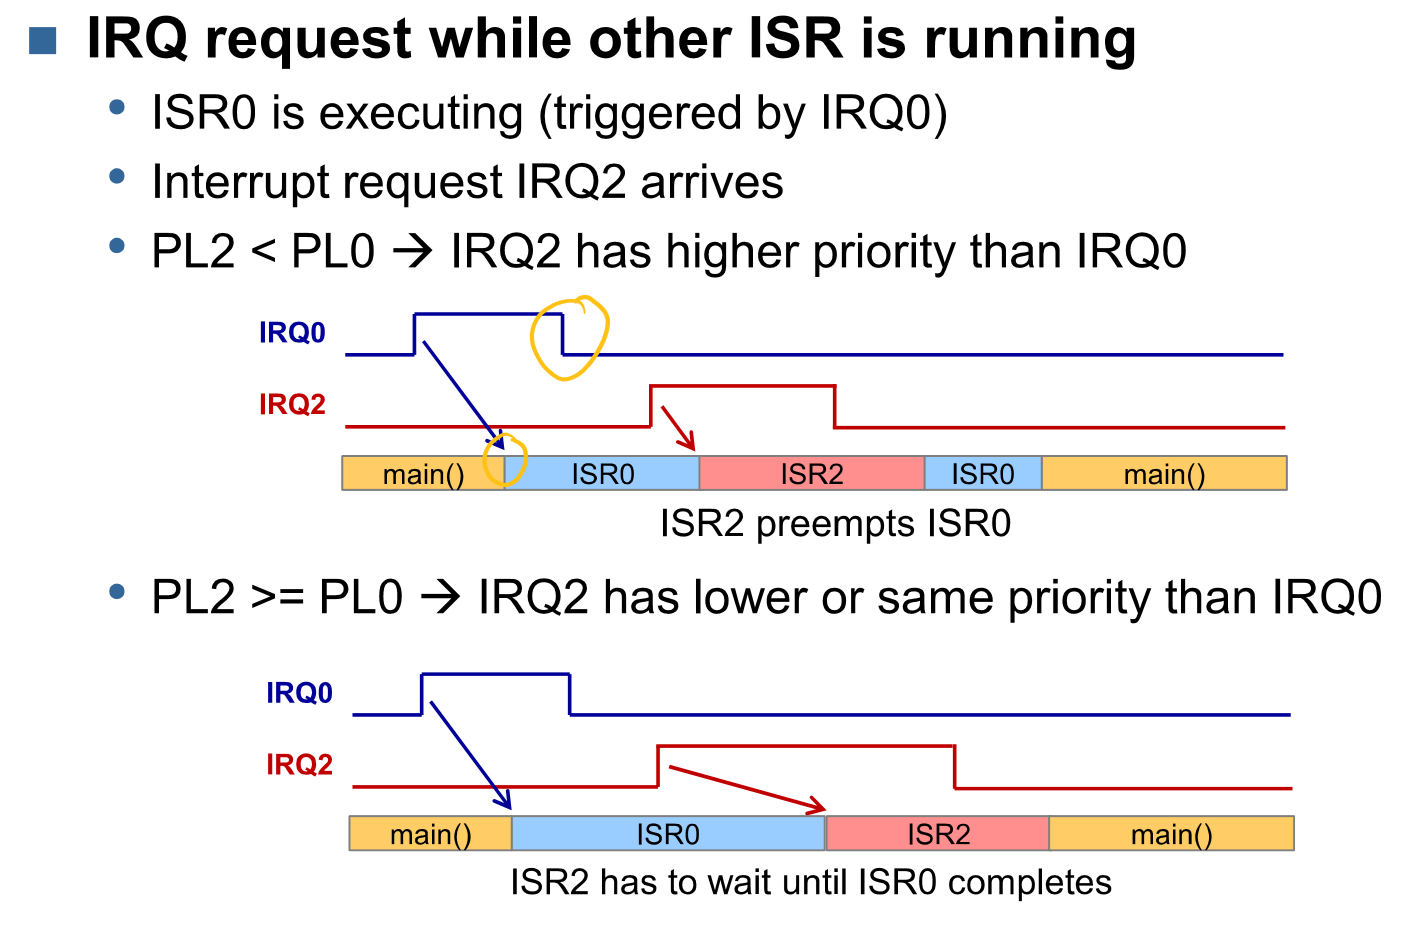 IRQ request while other ISR is running
ISR0 is executing (triggered by IRQ0)
Interrupt request IRQ2 arrives
PL2 < PL0 → IRQ2 has higher priority than IRQ0
IRQ0
IRQ2
main() ISR0 ISR2 ISR0 main()
ISR2 preempts ISR0
PL2 >= PL0 → IRQ2 has lower or same priority than IRQ0
IRQ0
IRQ2
main() ISR0 ISR2 main()
ISR2 has to wait until ISR0 completes